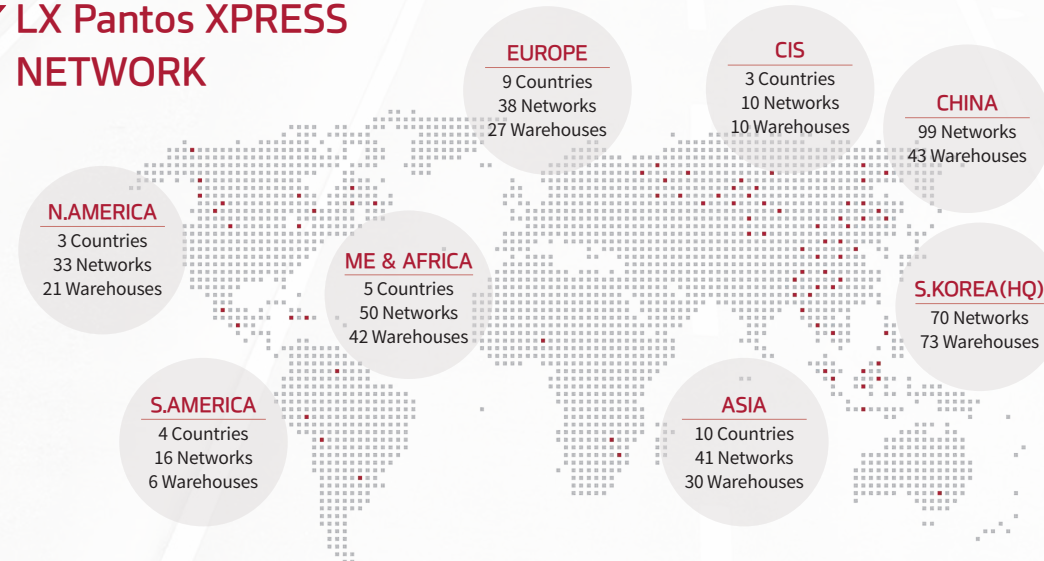 LX Pantos XPRESS
NETWORK
EUROPE
9 Countries
38 Networks
27 Warehouses
CIS
3 Countries
10 Networks
10 Warehouses
CHINA
99 Networks
43 Warehouses
N.AMERICA
3 Countries
33 Networks
21 Warehouses
ME & AFRICA
5 Countries
50 Networks
42 Warehouses
S.KOREA(HQ)
70 Networks
73 Warehouses
S.AMERICA
4 Countries
16 Networks
6 Warehouses
ASIA
10 Countries
41 Networks
30 Warehouses